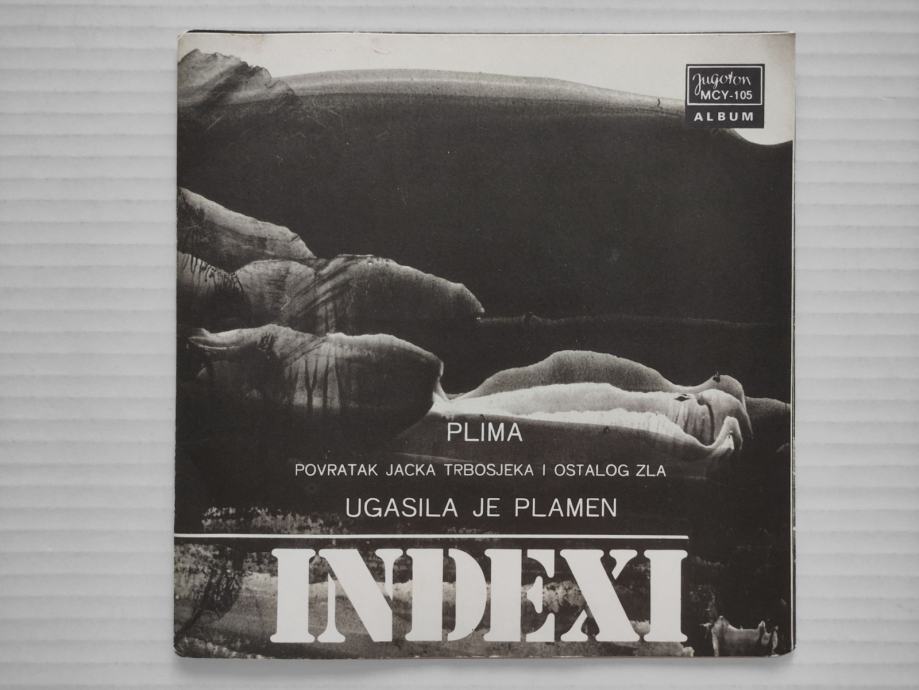 Jugoton
MCY-105
ALBUM
PLIMA
POVRATAK JACKA TRBOSJEKA I OSTALOG ZLA
UGASILA JE PLAMEN
INDEXI